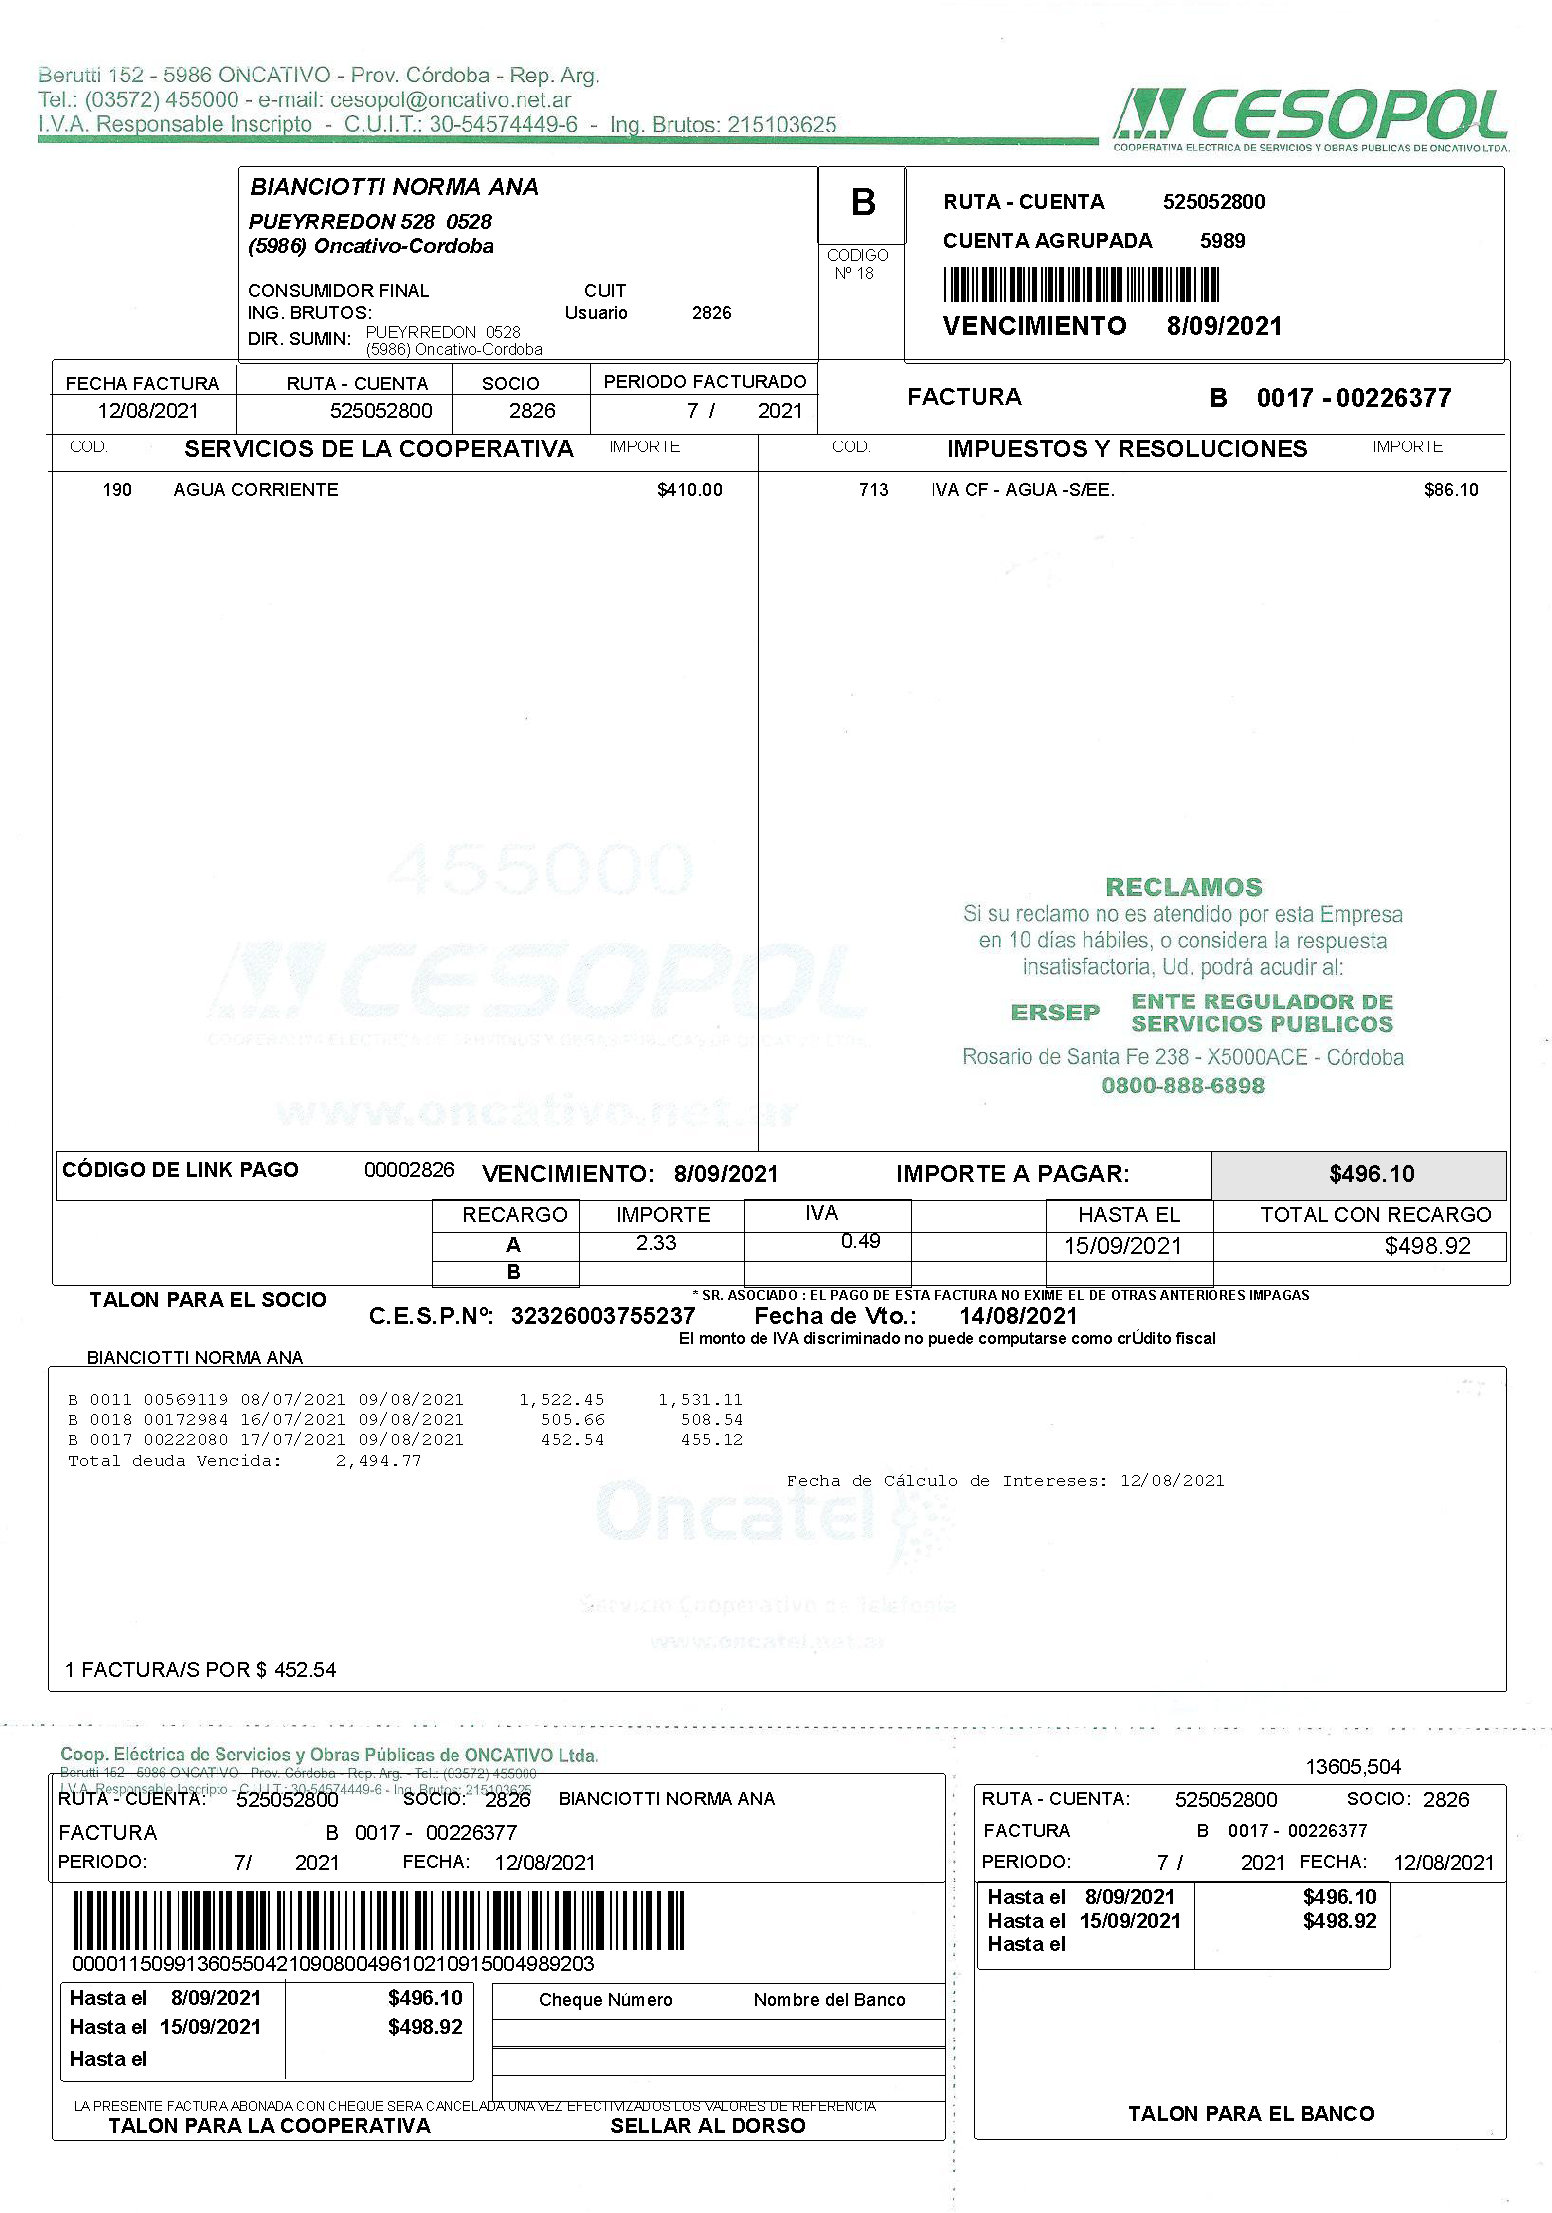 Berutti 152 - 5986 ONCATIVO - Prov. Córdoba - Rep. Arg.
Tel.: (03572) 455000 - e-mail: cesopol@oncativo.net.ar
I.V.A. Responsable Inscripto - C.U.I.T.: 30-54574449-6 - Ing. Brutos: 215103625
CESOPOL
COOPERATIVA ELECTRICA DE SERVICIOS Y OBRAS PUBLICAS DE ONCATIVO LTDA.
BIANCIOTTI NORMA ANA
PUEYRREDON 528 0528
(5986) Oncativo-Cordoba
CONSUMIDOR FINAL CUIT
ING. BRUTOS: Usuario 2826
DIR. SUMIN: PUEYRREDON 0528
(5986) Oncativo-Cordoba
B
CODIGO
Nº 18
RUTA - CUENTA 525052800
CUENTA AGRUPADA 5989
VENCIMIENTO 8/09/2021
FECHA FACTURA RUTA - CUENTA SOCIO PERIODO FACTURADO
12/08/2021 525052800 2826 7 / 2021
FACTURA B 0017 - 00226377
COD. SERVICIOS DE LA COOPERATIVA IMPORTE COD. IMPUESTOS Y RESOLUCIONES IMPORTE
190 AGUA CORRIENTE $410.00 713 IVA CF - AGUA -S/EE. $86.10
455000
CESOPOL
COOPERATIVA ELECTRICA DE SERVICIOS Y OBRAS PUBLICAS DE ONCATIVO LTDA.
www.oncativo.net.ar
RECLAMOS
Si su reclamo no es atendido por esta Empresa
en 10 días hábiles, o considera la respuesta
insatisfactoria, Ud. podrá acudir al:
ERSEP ENTE REGULADOR DE
SERVICIOS PUBLICOS
Rosario de Santa Fe 238 - X5000ACE - Córdoba
0800-888-6898
CÓDIGO DE LINK PAGO 00002826 VENCIMIENTO: 8/09/2021 IMPORTE A PAGAR: $496.10
RECARGO IMPORTE IVA HASTA EL TOTAL CON RECARGO
A 2.33 0.49 15/09/2021 $498.92
B
TALON PARA EL SOCIO
* SR. ASOCIADO : EL PAGO DE ESTA FACTURA NO EXIME EL DE OTRAS ANTERIORES IMPAGAS
C.E.S.P.Nº: 32326003755237 Fecha de Vto.: 14/08/2021
El monto de IVA discriminado no puede computarse como crÚdito fiscal
BIANCIOTTI NORMA ANA
B 0011 00569119 08/07/2021 09/08/2021 1,522.45 1,531.11
B 0018 00172984 16/07/2021 09/08/2021 505.66 508.54
B 0017 00222080 17/07/2021 09/08/2021 452.54 455.12
Total deuda Vencida: 2,494.77
Fecha de Cálculo de Intereses: 12/08/2021
Oncatel
Servicio Cooperativo de Telefonía
www.oncatel.net.ar
1 FACTURA/S POR $ 452.54
Coop. Eléctrica de Servicios y Obras Públicas de ONCATIVO Ltda.
Berutti 152 - 5986 ONCATIVO - Prov. Córdoba - Rep. Arg. - Tel.: (03572) 455000
I.V.A. Responsable Inscripto - C.U.I.T.: 30-54574449-6 - Ing. Brutos: 215103625
RUTA - CUENTA: 525052800 SOCIO: 2826 BIANCIOTTI NORMA ANA
FACTURA B 0017 - 00226377
PERIODO: 7/ 2021 FECHA: 12/08/2021
00001150991360550421090800496102109150049892​03
Hasta el 8/09/2021 $496.10
Hasta el 15/09/2021 $498.92
Hasta el
Cheque Número Nombre del Banco
LA PRESENTE FACTURA ABONADA CON CHEQUE SERA CANCELADA UNA VEZ EFECTIVIZADOS LOS VALORES DE REFERENCIA
TALON PARA LA COOPERATIVA SELLAR AL DORSO
13605,504
RUTA - CUENTA: 525052800 SOCIO: 2826
FACTURA B 0017 - 00226377
PERIODO: 7 / 2021 FECHA: 12/08/2021
Hasta el 8/09/2021 $496.10
Hasta el 15/09/2021 $498.92
Hasta el
TALON PARA EL BANCO